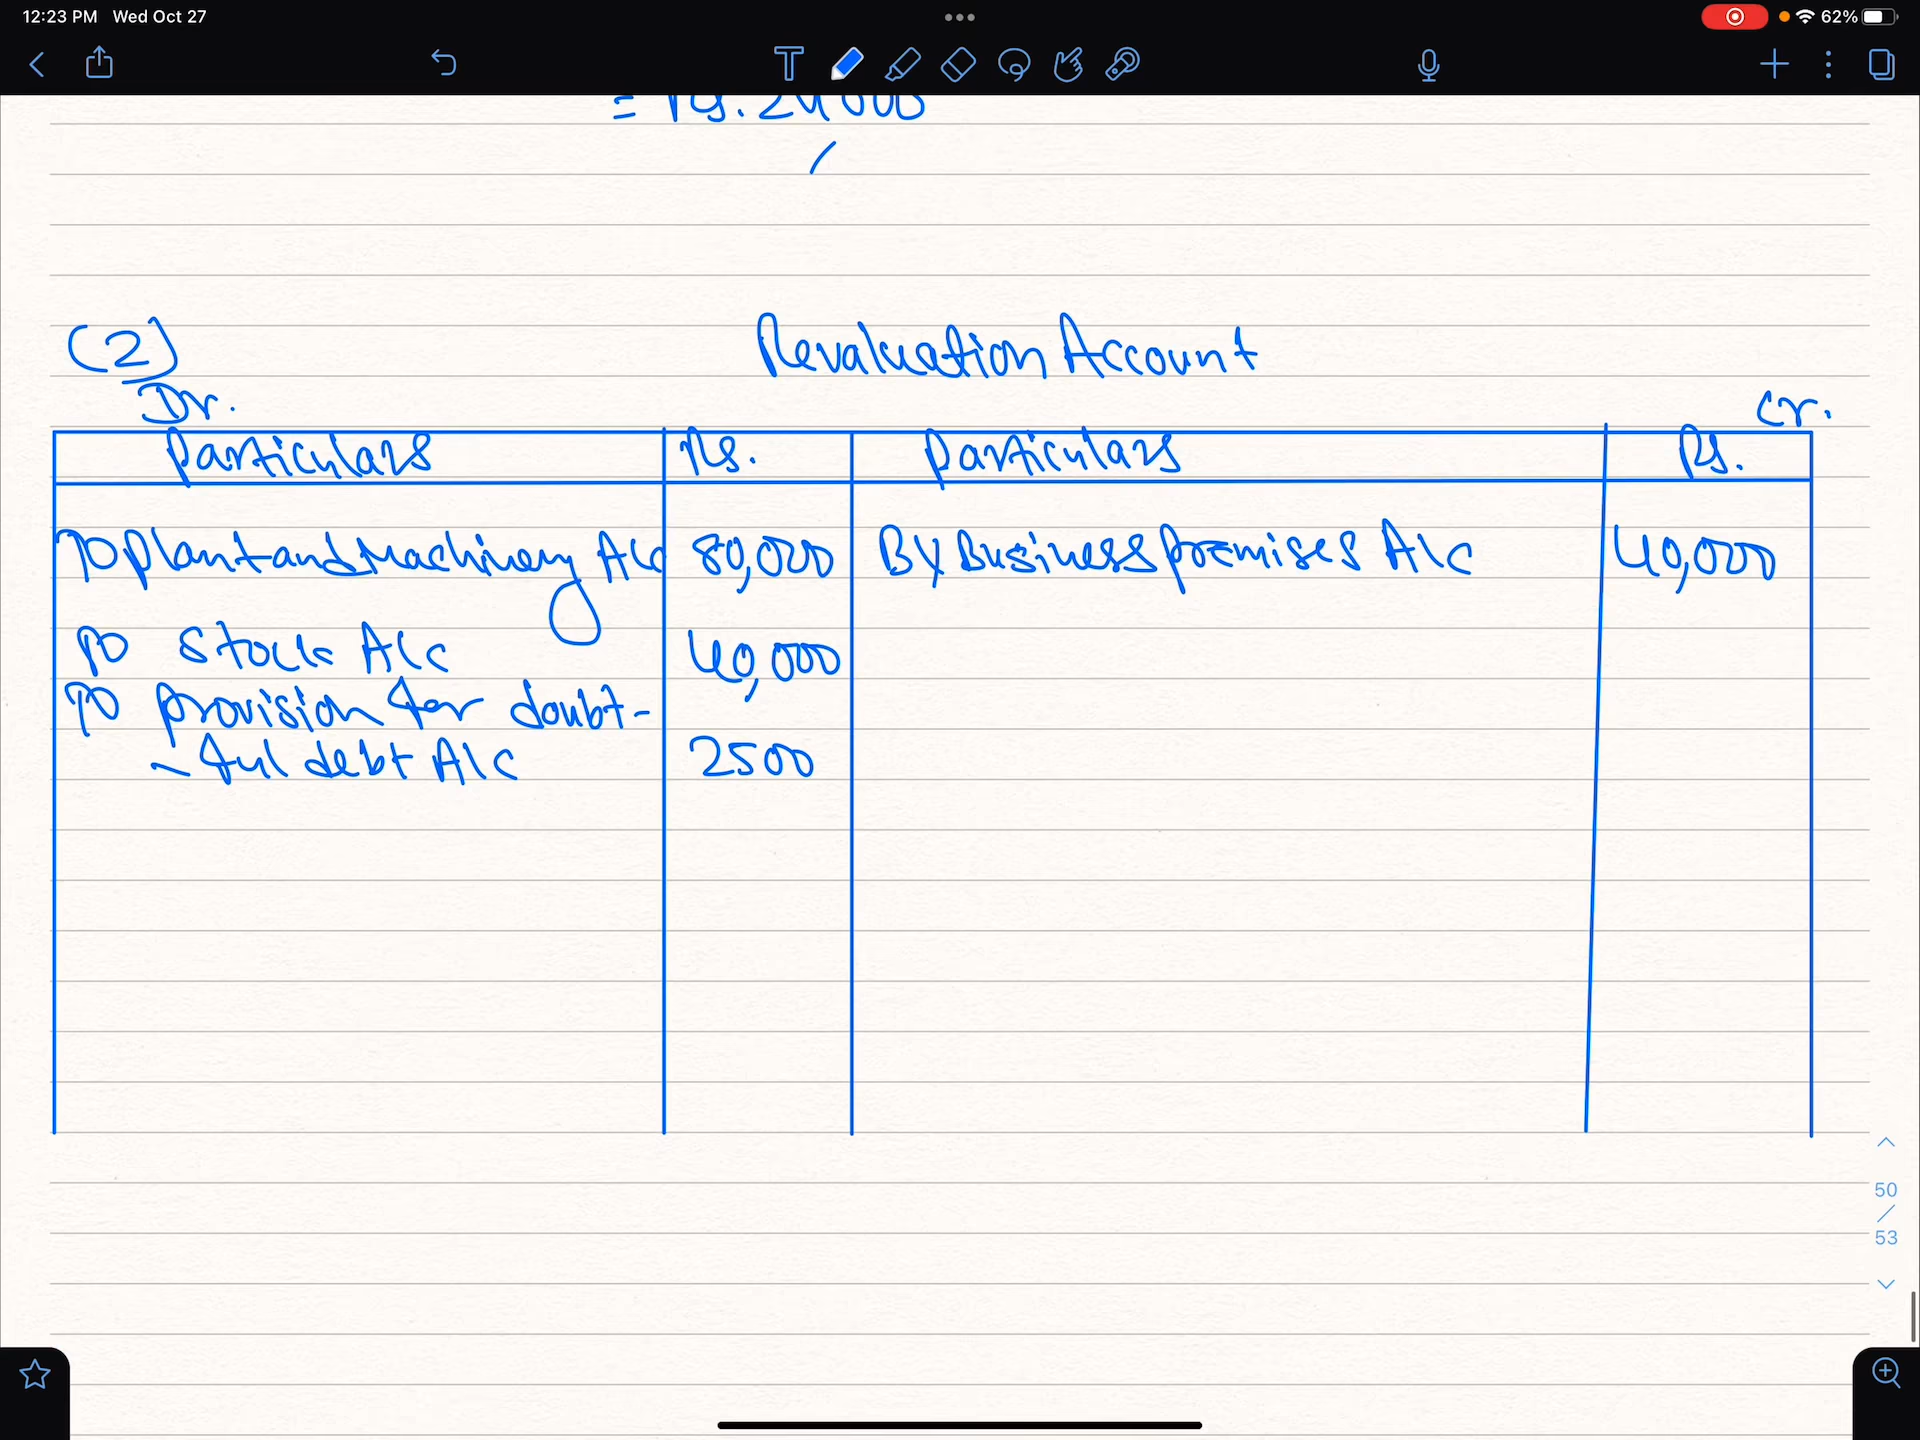 12:23 PM Wed Oct 27
62%
= Rs. 24000
(2)
Revaluation Account
Dr.
Cr.
Particulars Rs. Particulars Rs.
To Plant and Machinery A/c 80,000 By Business Premises A/c 40,000
To Stock A/c 40,000
To Provision for doubt-
-ful debt A/c 2500
50
/
53